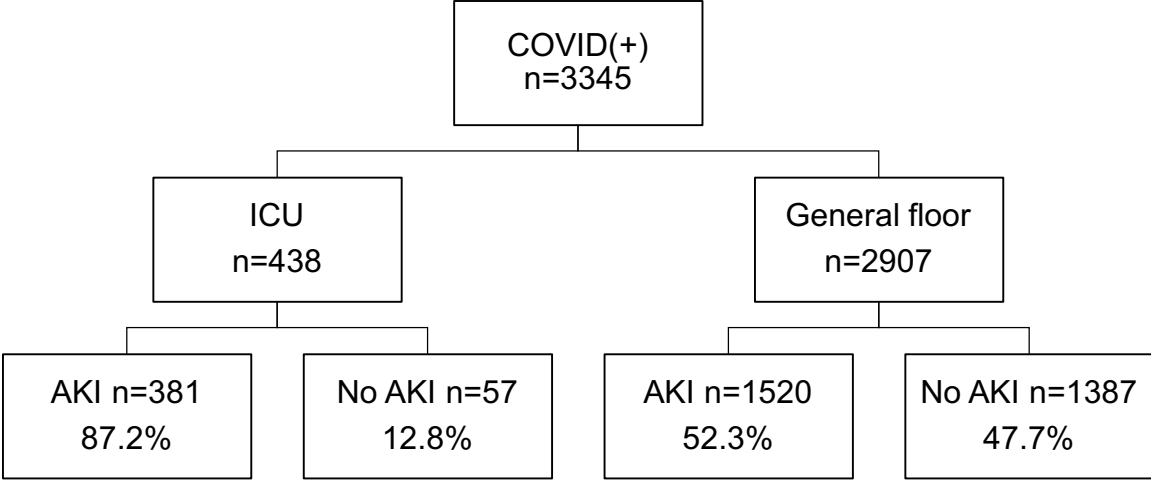 COVID(+)
n=3345
ICU
n=438
General floor
n=2907
AKI n=381
87.2%
No AKI n=57
12.8%
AKI n=1520
52.3%
No AKI n=1387
47.7%